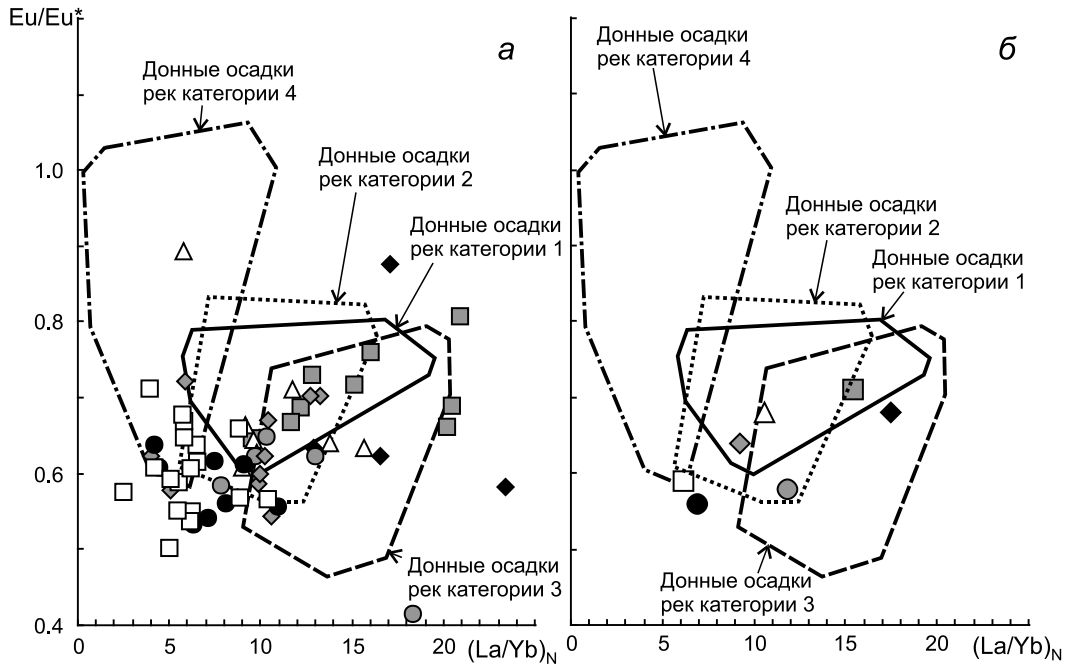 Eu/Eu*
а
б
Донные осадки
рек категории 4
Донные осадки
рек категории 2
Донные осадки
рек категории 1
Донные осадки
рек категории 3
1.0
0.8
0.6
0.4
0
5
10
15
20
(La/Yb)N
Донные осадки
рек категории 4
Донные осадки
рек категории 2
Донные осадки
рек категории 1
Донные осадки
рек категории 3
0
5
10
15
20
(La/Yb)N